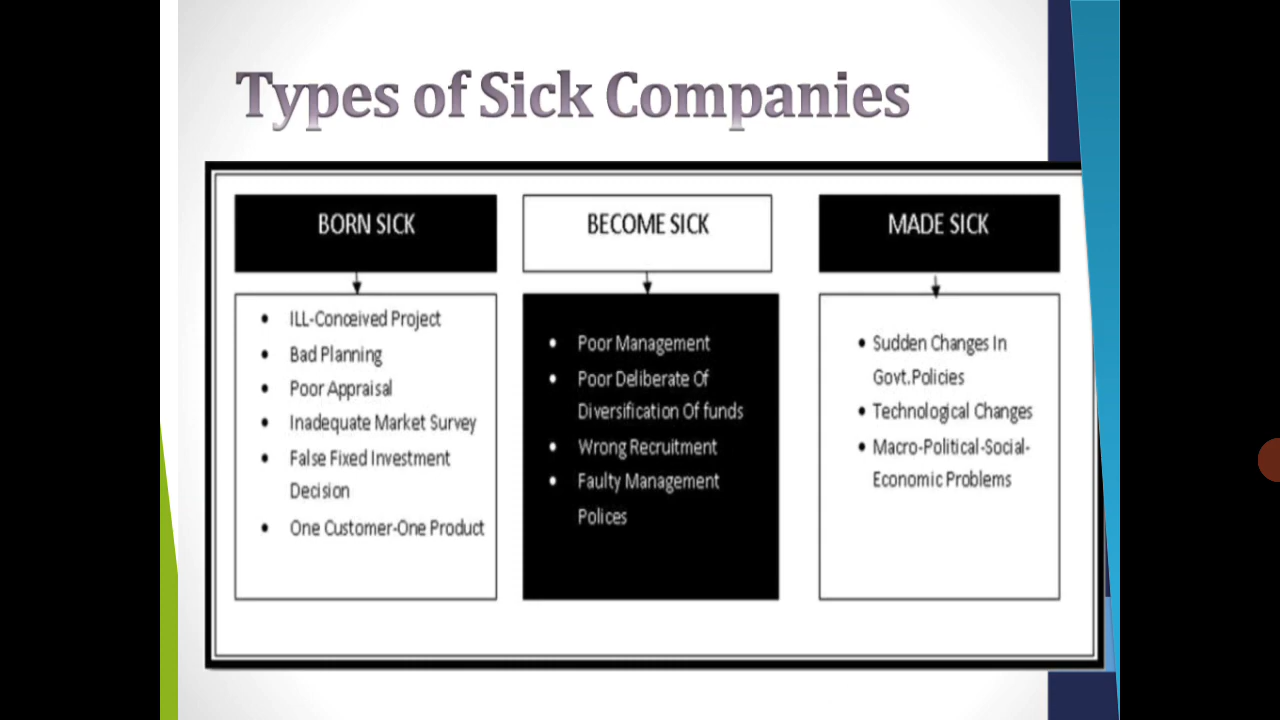 Types of Sick Companies
BORN SICK
ILL-Conceived Project
Bad Planning
Poor Appraisal
Inadequate Market Survey
False Fixed Investment
Decision
One Customer-One Product
BECOME SICK
Poor Management
Poor Deliberate Of
Diversification Of funds
Wrong Recruitment
Faulty Management
Polices
MADE SICK
Sudden Changes In
Govt.Policies
Technological Changes
Macro-Political-Social-
Economic Problems